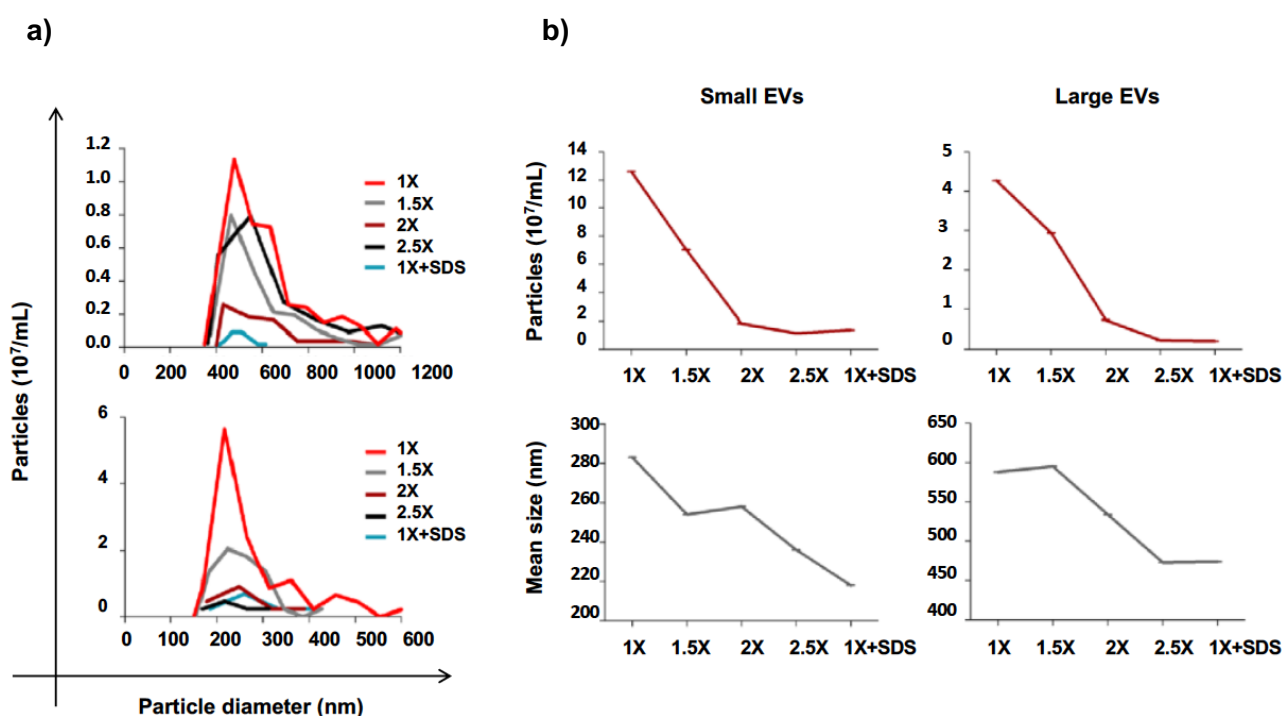 a)
Particles (10⁷/mL)
1.2
1.0
0.8
0.6
0.4
0.2
0.0
0 200 400 600 800 1000 1200
1X
1.5X
2X
2.5X
1X+SDS
6
4
2
0
0 100 200 300 400 500 600
1X
1.5X
2X
2.5X
1X+SDS
Particle diameter (nm)
b)
Small EVs
Particles (10⁷/mL)
14
12
10
8
6
4
2
0
1X 1.5X 2X 2.5X 1X+SDS
Large EVs
5
4
3
2
1
0
1X 1.5X 2X 2.5X 1X+SDS
Mean size (nm)
300
280
260
240
220
200
1X 1.5X 2X 2.5X 1X+SDS
650
600
550
500
450
400
1X 1.5X 2X 2.5X 1X+SDS